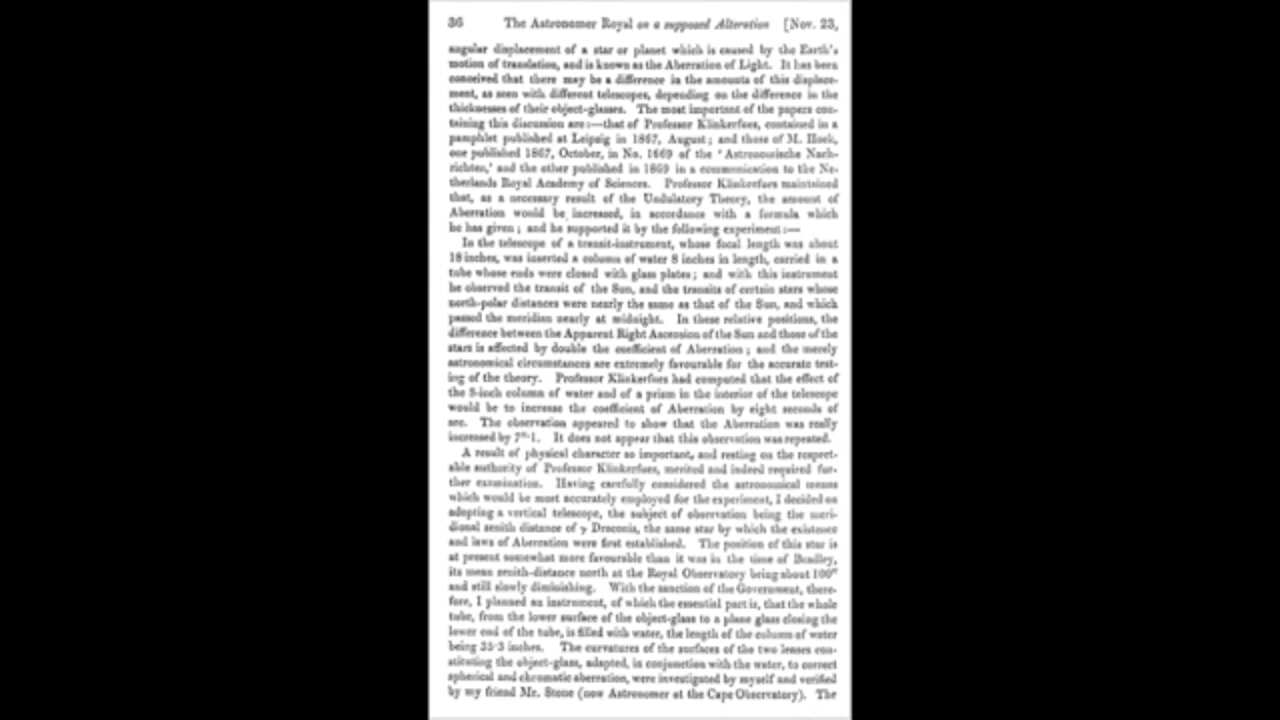 36 The Astronomer Royal on a supposed Alteration [Nov. 23,
angular displacement of a star or planet which is caused by the Earth's
motion of translation, and is known as the Aberration of Light. It has been
conceived that there may be a difference in the amounts of this displace-
ment, as seen with different telescopes, depending on the difference in the
thicknesses of their object-glasses. The most important of the papers con-
taining this discussion are:—that of Professor Klinkerfues, contained in a
pamphlet published at Leipzig in 1867, August; and those of M. Hoek,
one published 1867, October, in No. 1669 of the 'Astronomische Nach-
richten,' and the other published in 1869 in a communication to the Ne-
therlands Royal Academy of Sciences. Professor Klinkerfues maintained
that, as a necessary result of the Undulatory Theory, the amount of
Aberration would be increased, in accordance with a formula which
he has given; and he supported it by the following experiment:—
In the telescope of a transit-instrument, whose focal length was about
18 inches, was inserted a column of water 8 inches in length, carried in a
tube whose ends were closed with glass plates; and with this instrument
he observed the transit of the Sun, and the transits of certain stars whose
north-polar distances were nearly the same as that of the Sun, and which
passed the meridian nearly at midnight. In these relative positions, the
difference between the Apparent Right Ascension of the Sun and those of the
stars is affected by double the coefficient of Aberration; and the merely
astronomical circumstances are extremely favourable for the accurate test-
ing of the theory. Professor Klinkerfues had computed that the effect of
the 8-inch column of water and of a prism in the interior of the telescope
would be to increase the coefficient of Aberration by eight seconds of
arc. The observation appeared to show that the Aberration was really
increased by 7"·1. It does not appear that this observation was repeated.
A result of physical character so important, and resting on the respect-
able authority of Professor Klinkerfues, merited and indeed required fur-
ther examination. Having carefully considered the astronomical means
which would be most accurately employed for the experiment, I decided on
adopting a vertical telescope, the subject of observation being the meri-
dional zenith distance of γ Draconis, the same star by which the existence
and laws of Aberration were first established. The position of this star is
at present somewhat more favourable than it was in the time of Bradley,
its mean zenith-distance north at the Royal Observatory being about 100"
and still slowly diminishing. With the sanction of the Government, there-
fore, I planned an instrument, of which the essential part is, that the whole
tube, from the lower surface of the object-glass to a plane glass closing the
lower end of the tube, is filled with water, the length of the column of water
being 35·3 inches. The curvatures of the surfaces of the two lenses con-
stituting the object-glass, adapted, in conjunction with the water, to correct
spherical and chromatic aberration, were investigated by myself and verified
by my friend Mr. Stone (now Astronomer at the Cape Observatory). The